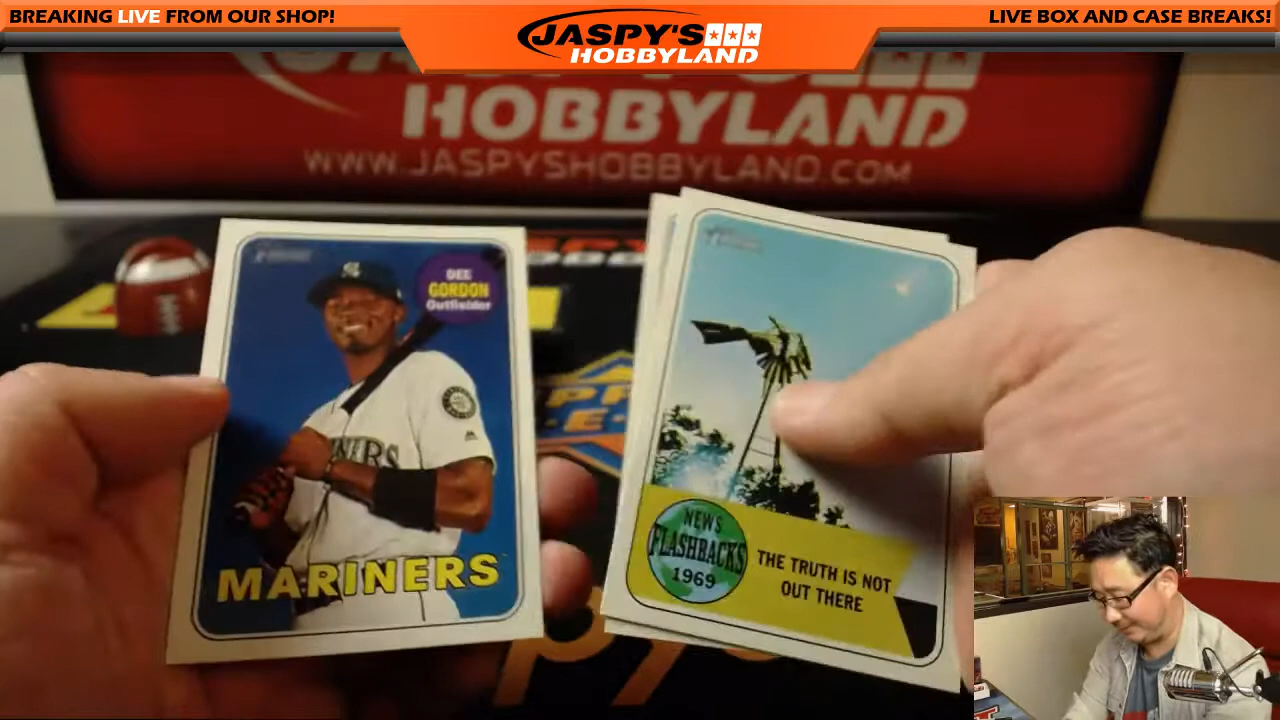 BREAKING LIVE FROM OUR SHOP!
JASPY'S
HOBBYLAND
LIVE BOX AND CASE BREAKS!
HOBBYLAND
WWW.JASPYSHOBBYLAND.COM
DEE
GORDON
Outfielder
MARINERS
MARINERS
NEWS
FLASHBACKS
1969
THE TRUTH IS NOT
OUT THERE